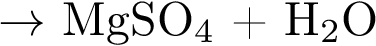 → MgSO₄ + H₂O